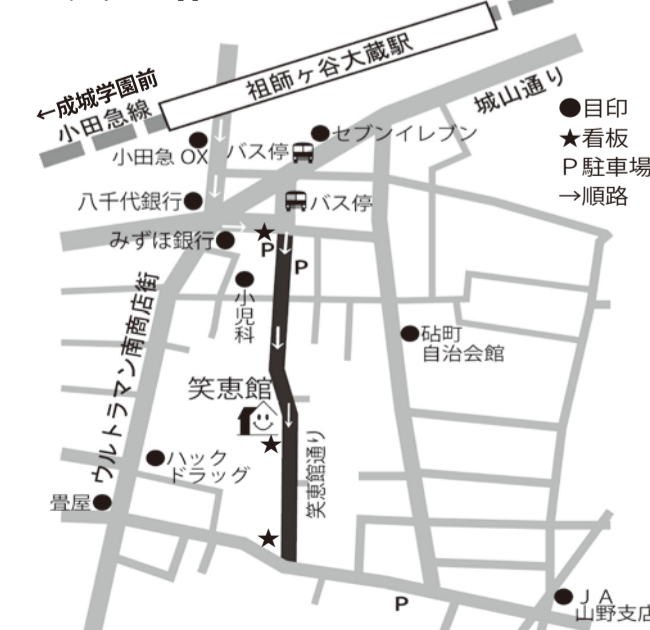 祖師ヶ谷大蔵駅
←成城学園前
小田急線
城山通り
●目印
★看板
P駐車場
→順路
セブンイレブン
小田急 OX
バス停
八千代銀行
バス停
みずほ銀行
P
P
小児科
ウルトラマン南商店街
砧町
自治会館
笑恵館
笑恵館通り
ハック
ドラッグ
畳屋
P
JA
山野支店